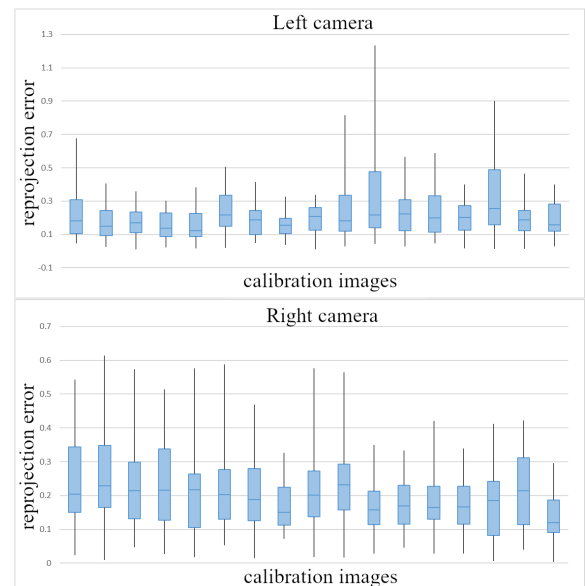 Left camera
reprojection error
1.3
1.1
0.9
0.7
0.5
0.3
0.1
-0.1
calibration images
Right camera
reprojection error
0.7
0.6
0.5
0.4
0.3
0.2
0.1
0
calibration images